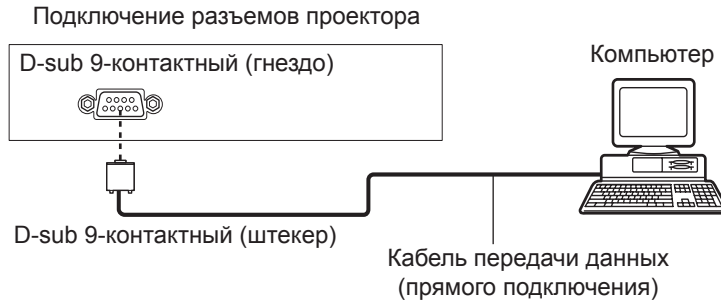 Подключение разъемов проектора
D-sub 9-контактный (гнездо)
Компьютер
D-sub 9-контактный (штекер)
Кабель передачи данных
(прямого подключения)